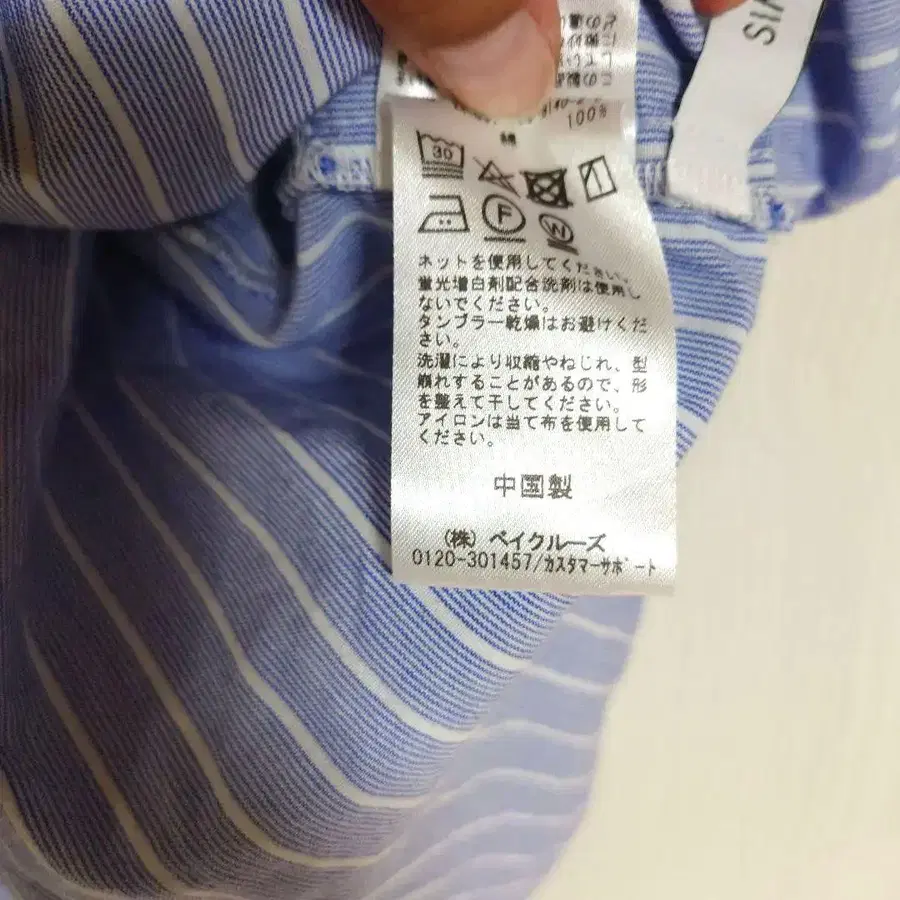 100%
綿
30
F
W
ネットを使用してください。
蛍光増白剤配合洗剤は使用し
ないでください。
タンブラー乾燥はお避けくだ
さい。
洗濯により収縮やねじれ、型
崩れすることがあるので、形
を整えて干してください。
アイロンは当て布を使用して
ください。
中国製
(株) ベイクルーズ
0120-301457/カスタマーサポート